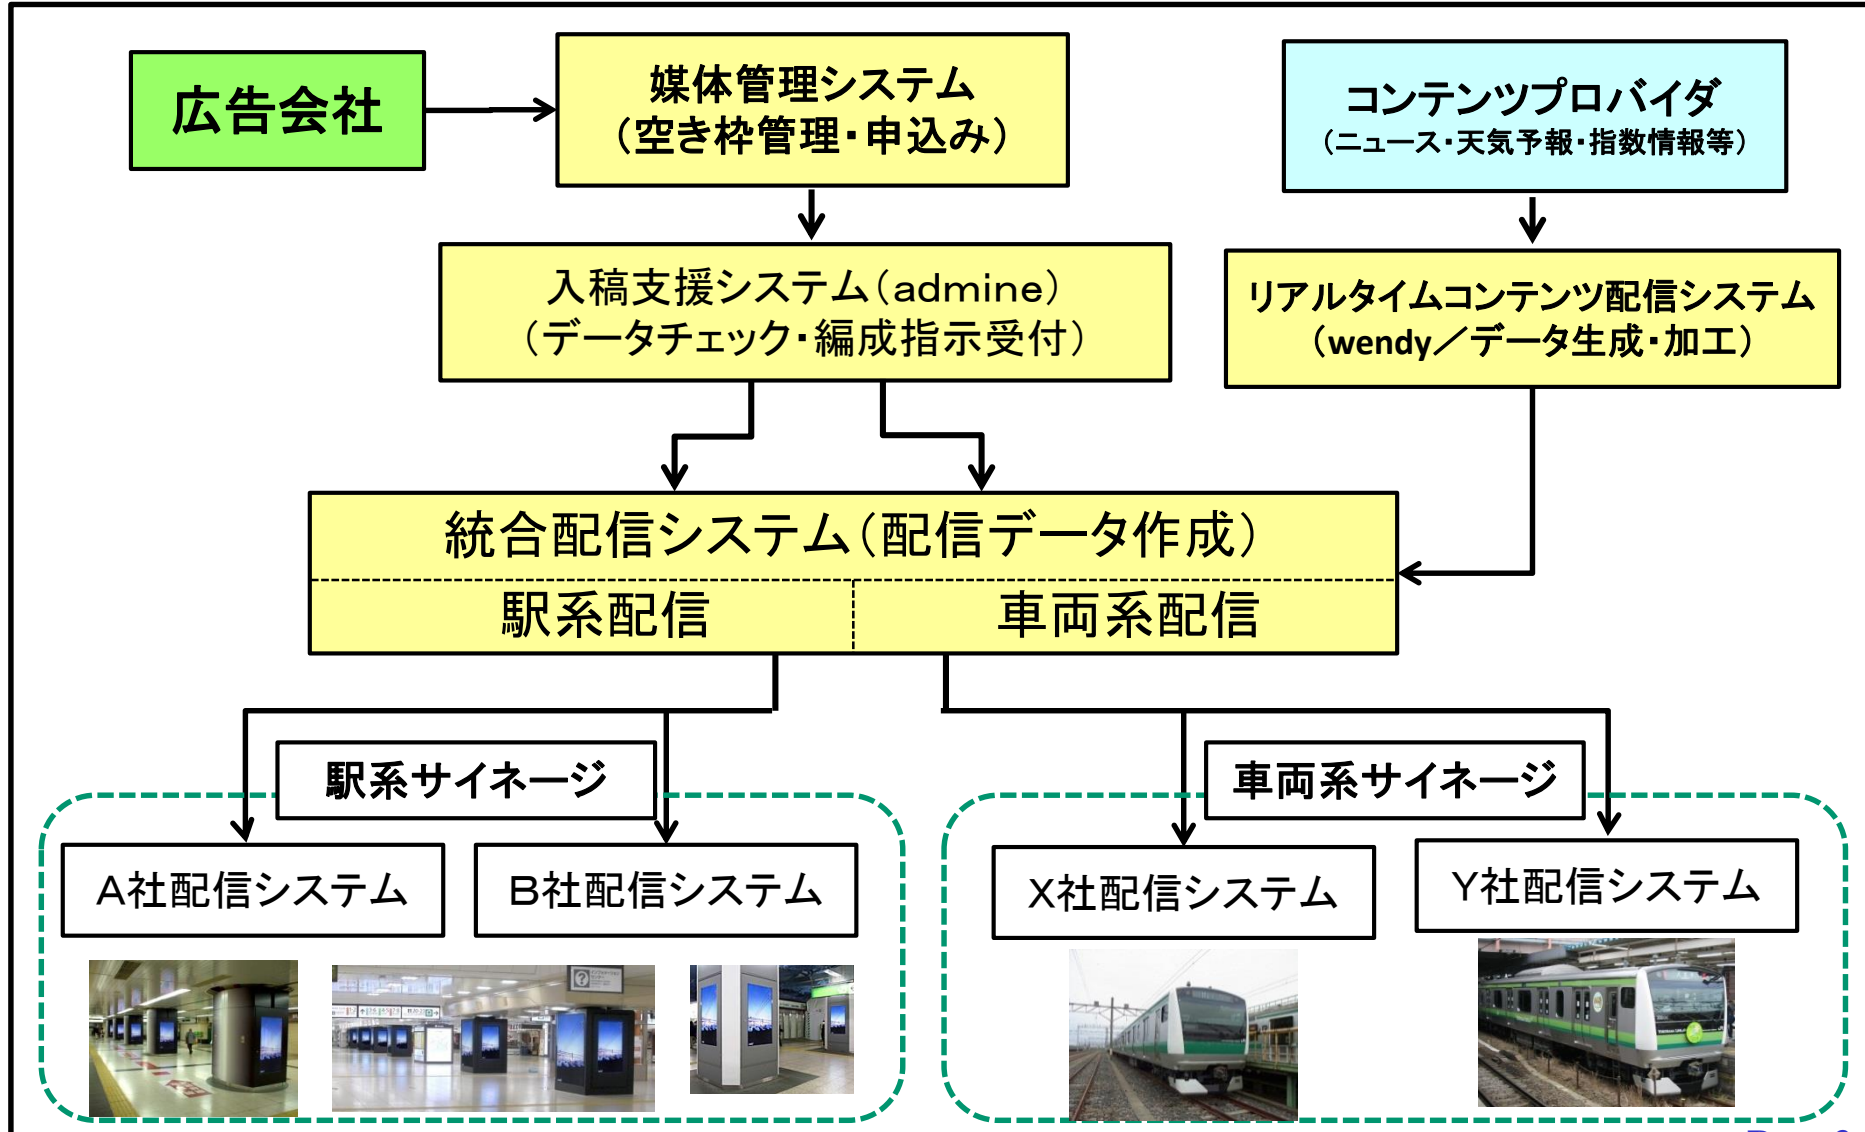 広告会社
媒体管理システム
（空き枠管理・申込み）
コンテンツプロバイダ
（ニュース・天気予報・指数情報等）
入稿支援システム（admine）
（データチェック・編成指示受付）
リアルタイムコンテンツ配信システム
（wendy／データ生成・加工）
統合配信システム（配信データ作成）
駅系配信
車両系配信
駅系サイネージ
車両系サイネージ
A社配信システム
B社配信システム
X社配信システム
Y社配信システム